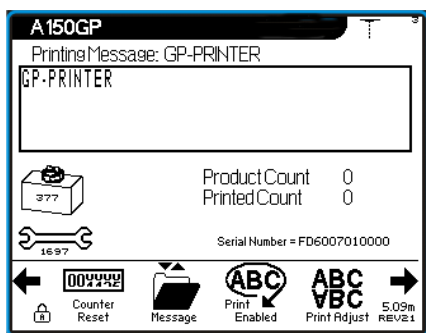 A150GP
3
Printing Message: GP-PRINTER
GP-PRINTER
377
Product Count 0
Printed Count 0
1697
Serial Number = FD6007010000
Counter Reset
Message
ABC
Print Enabled
ABC
ABC
Print Adjust
5.09m
REV21